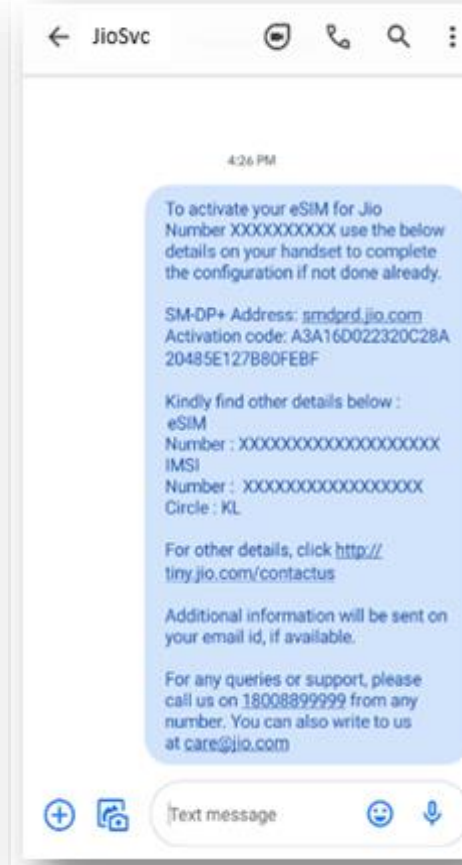 JioSvc
4:26 PM
To activate your eSIM for Jio
Number XXXXXXXXXX use the below
details on your handset to complete
the configuration if not done already.
SM-DP+ Address: smdprd.jio.com
Activation code: A3A16D022320C28A
20485E127B80FEBF
Kindly find other details below :
eSIM
Number : XXXXXXXXXXXXXXXXXXX
IMSI
Number : XXXXXXXXXXXXXXXXX
Circle : KL
For other details, click http://
tiny.jio.com/contactus
Additional information will be sent on
your email id, if available.
For any queries or support, please
call us on 18008899999 from any
number. You can also write to us
at care@jio.com
Text message